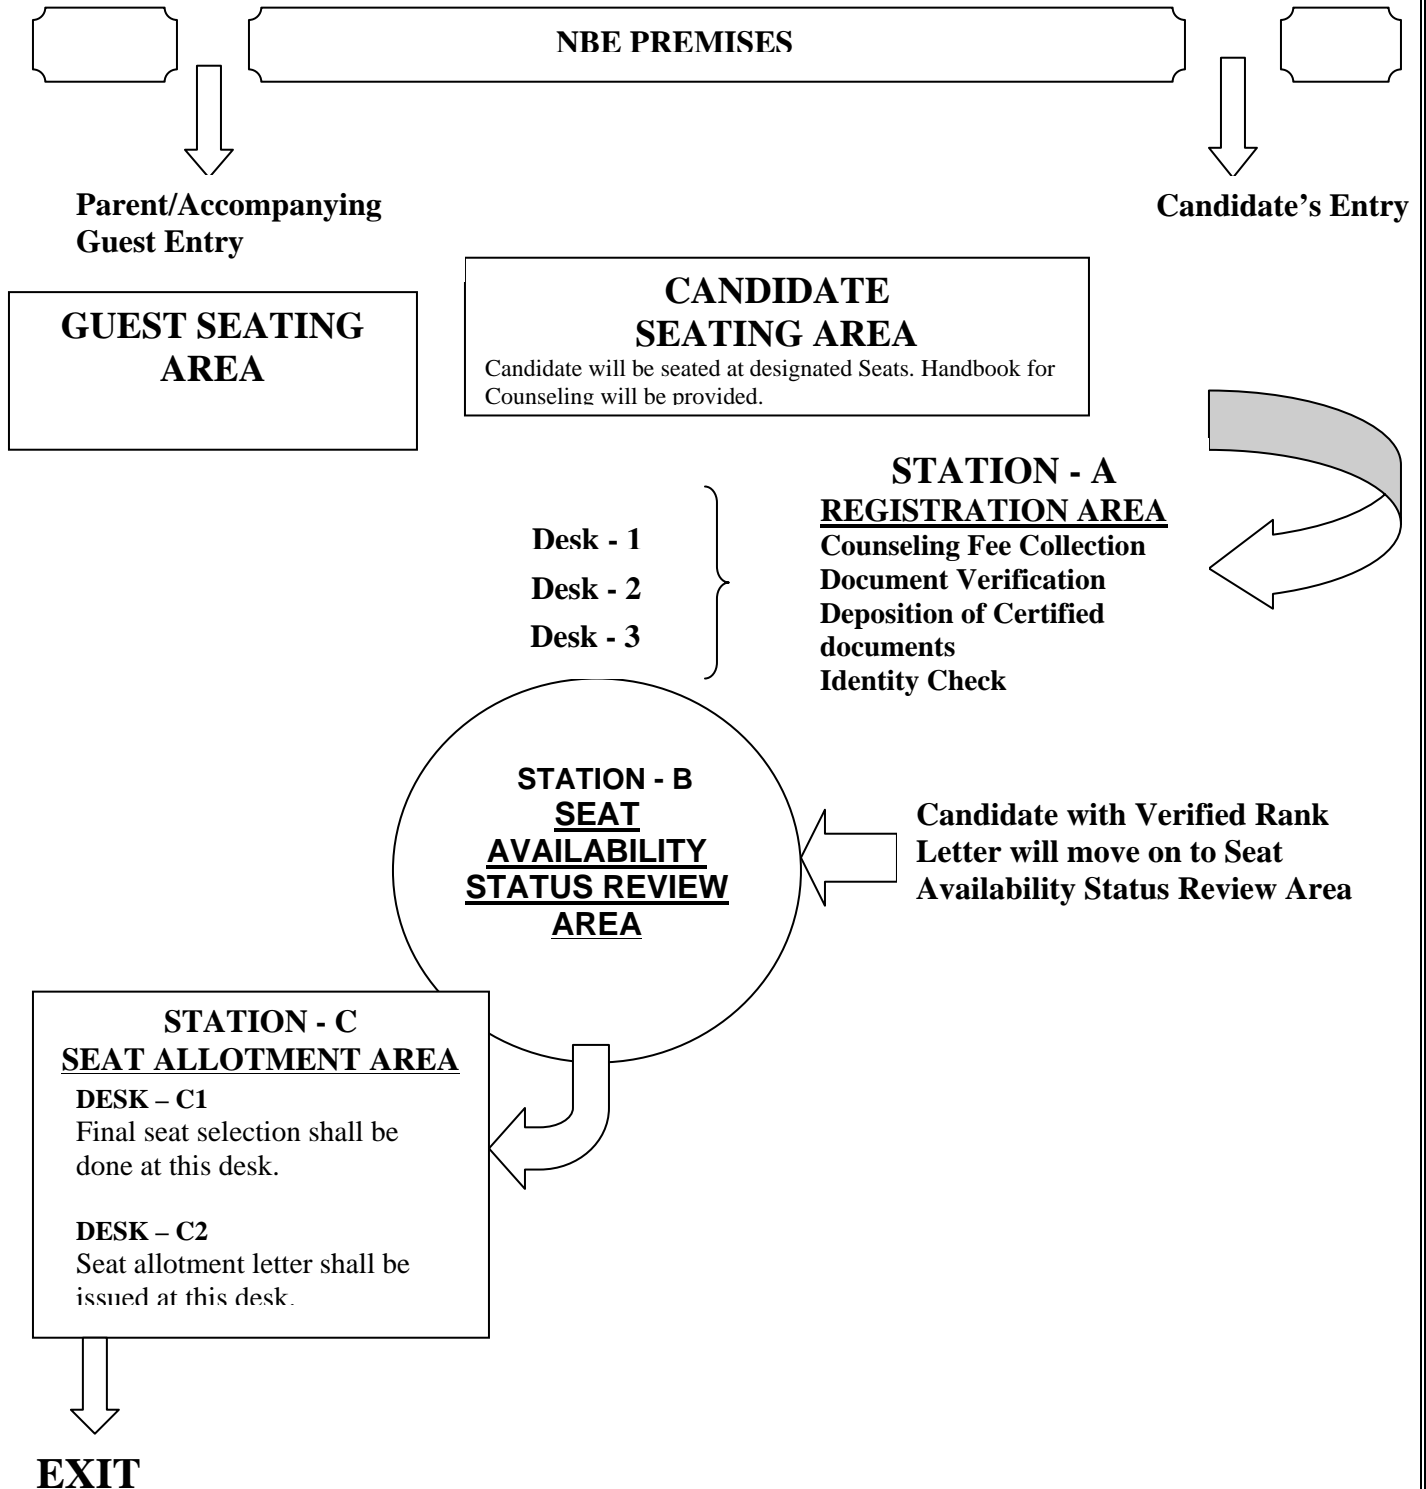 NBE PREMISES
Parent/Accompanying
Guest Entry
Candidate’s Entry
GUEST SEATING
AREA
CANDIDATE
SEATING AREA
Candidate will be seated at designated Seats. Handbook for
Counseling will be provided.
STATION - A
REGISTRATION AREA
Counseling Fee Collection
Document Verification
Deposition of Certified
documents
Identity Check
Desk - 1
Desk - 2
Desk - 3
STATION - B
SEAT
AVAILABILITY
STATUS REVIEW
AREA
Candidate with Verified Rank
Letter will move on to Seat
Availability Status Review Area
STATION - C
SEAT ALLOTMENT AREA
DESK – C1
Final seat selection shall be
done at this desk.
DESK – C2
Seat allotment letter shall be
issued at this desk.
EXIT